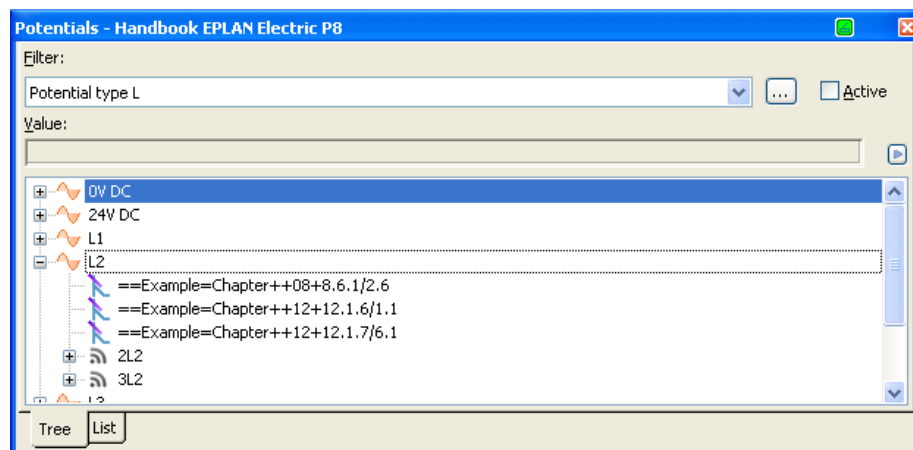 Potentials - Handbook EPLAN Electric P8
Filter:
Potential type L
...
Active
Value:
0V DC
24V DC
L1
L2
==Example=Chapter++08+8.6.1/2.6
==Example=Chapter++12+12.1.6/1.1
==Example=Chapter++12+12.1.7/6.1
2L2
3L2
L3
Tree List